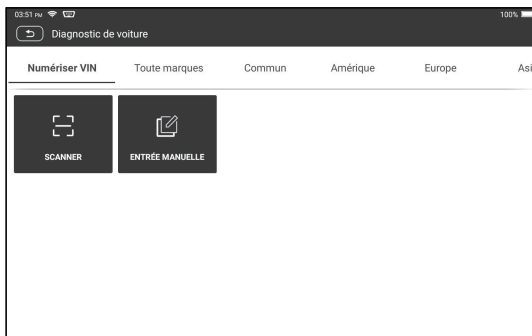 03:51 PM 100%
Diagnostic de voiture
Numériser VIN Toute marques Commun Amérique Europe Asi
SCANNER ENTRÉE MANUELLE